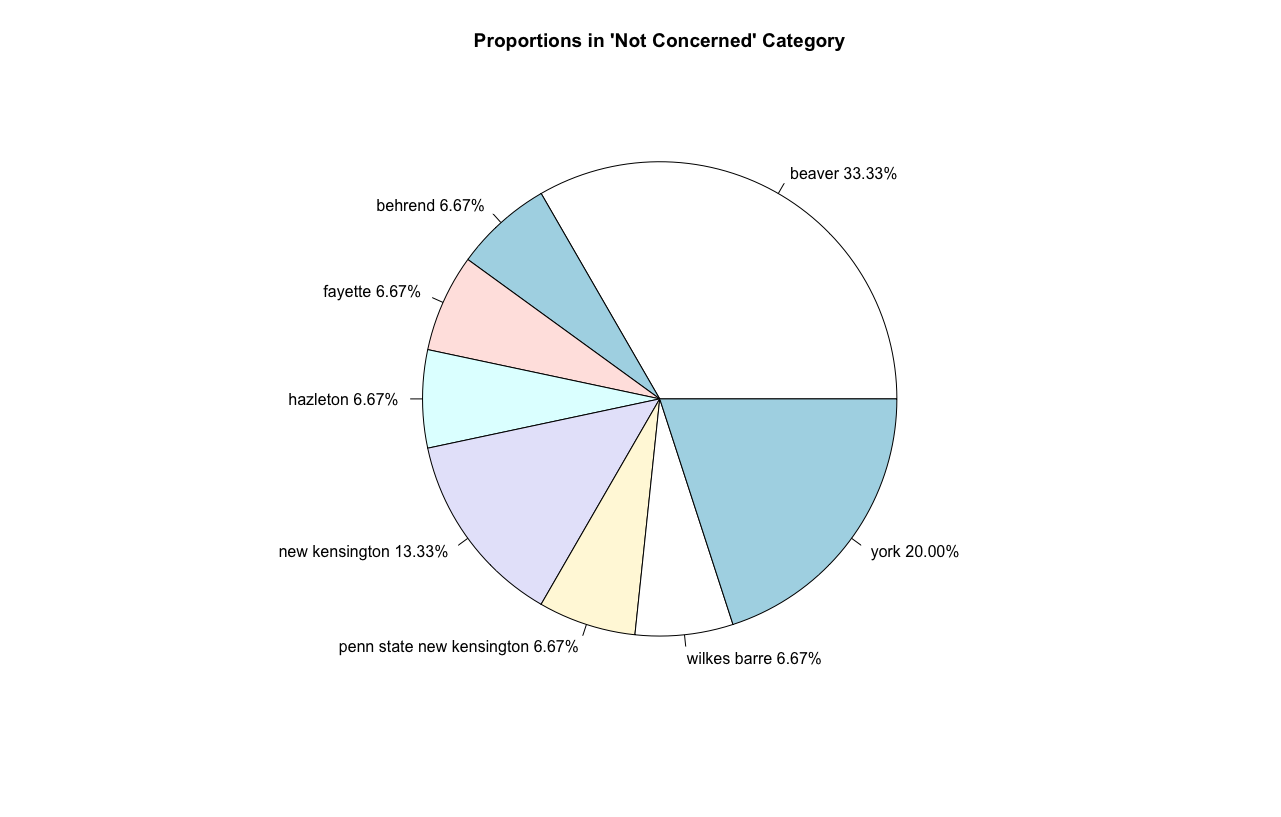 Proportions in 'Not Concerned' Category
beaver 33.33%
behrend 6.67%
fayette 6.67%
hazleton 6.67%
new kensington 13.33%
penn state new kensington 6.67%
wilkes barre 6.67%
york 20.00%